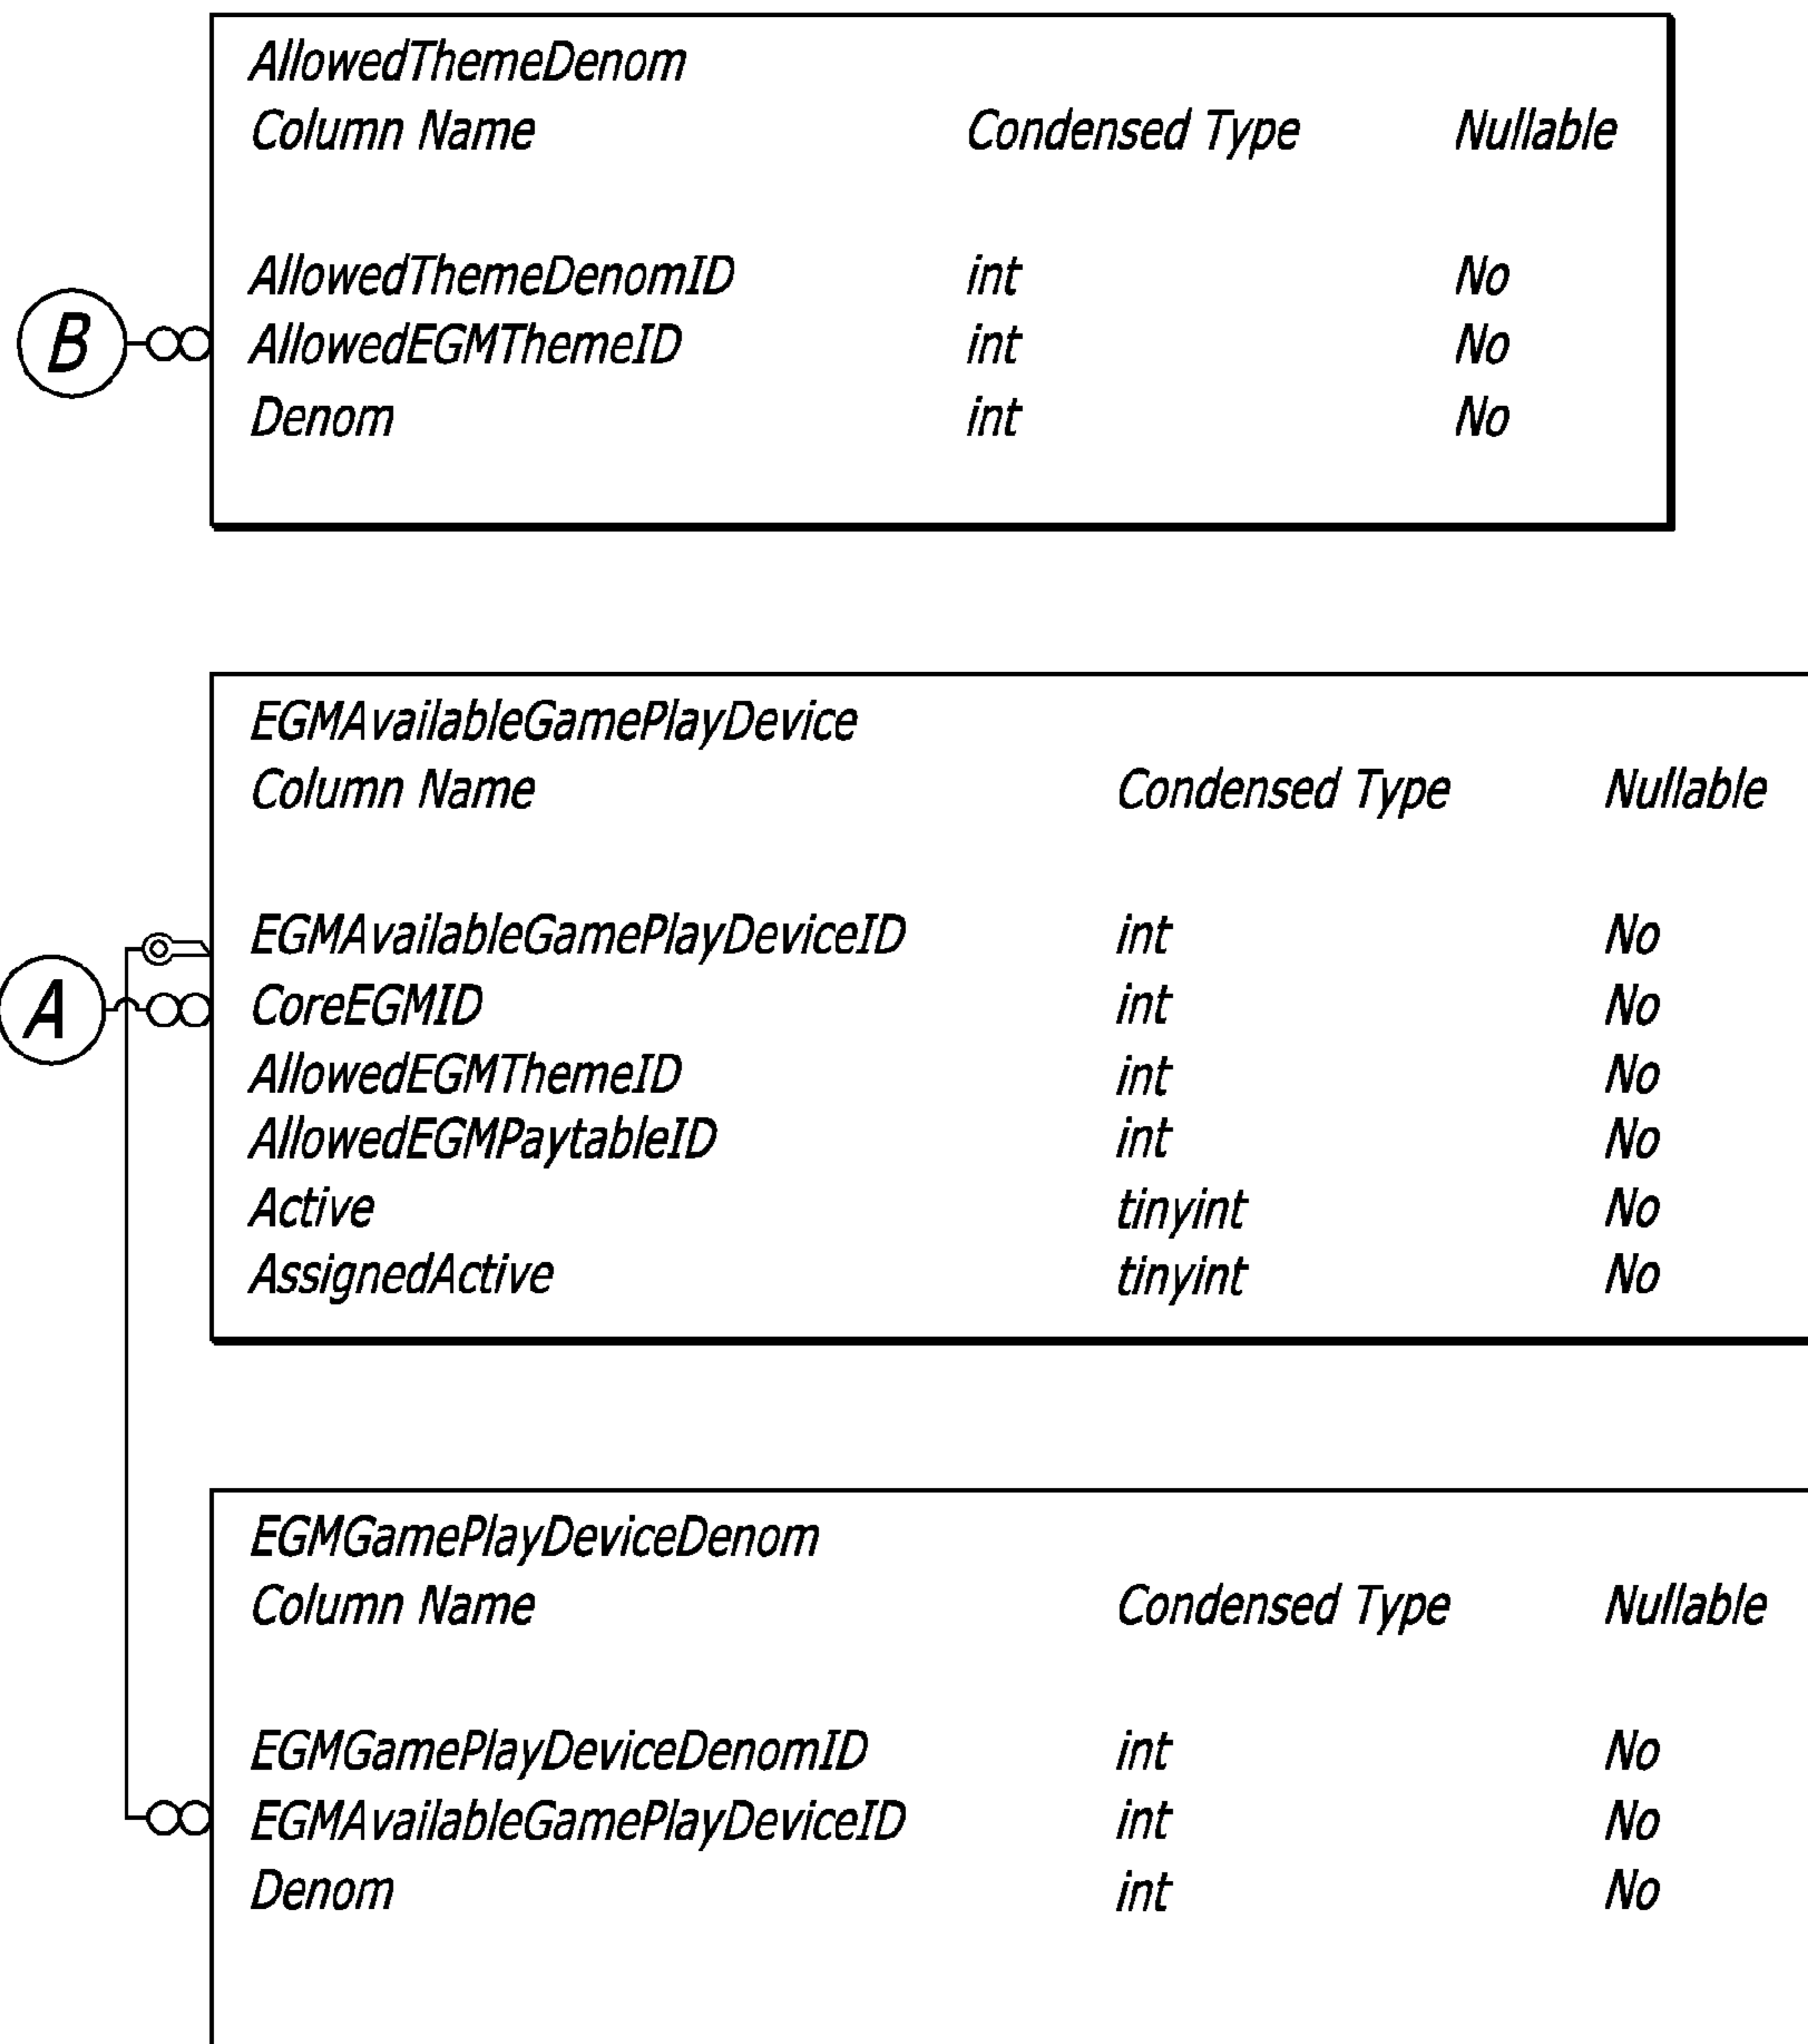 AllowedThemeDenom
Column Name Condensed Type Nullable
AllowedThemeDenomID int No
B AllowedEGMThemeID int No
Denom int No
EGMAvailableGamePlayDevice
Column Name Condensed Type Nullable
EGMAvailableGamePlayDeviceID int No
A CoreEGMID int No
AllowedEGMThemeID int No
AllowedEGMPaytableID int No
Active tinyint No
AssignedActive tinyint No
EGMGamePlayDeviceDenom
Column Name Condensed Type Nullable
EGMGamePlayDeviceDenomID int No
EGMAvailableGamePlayDeviceID int No
Denom int No